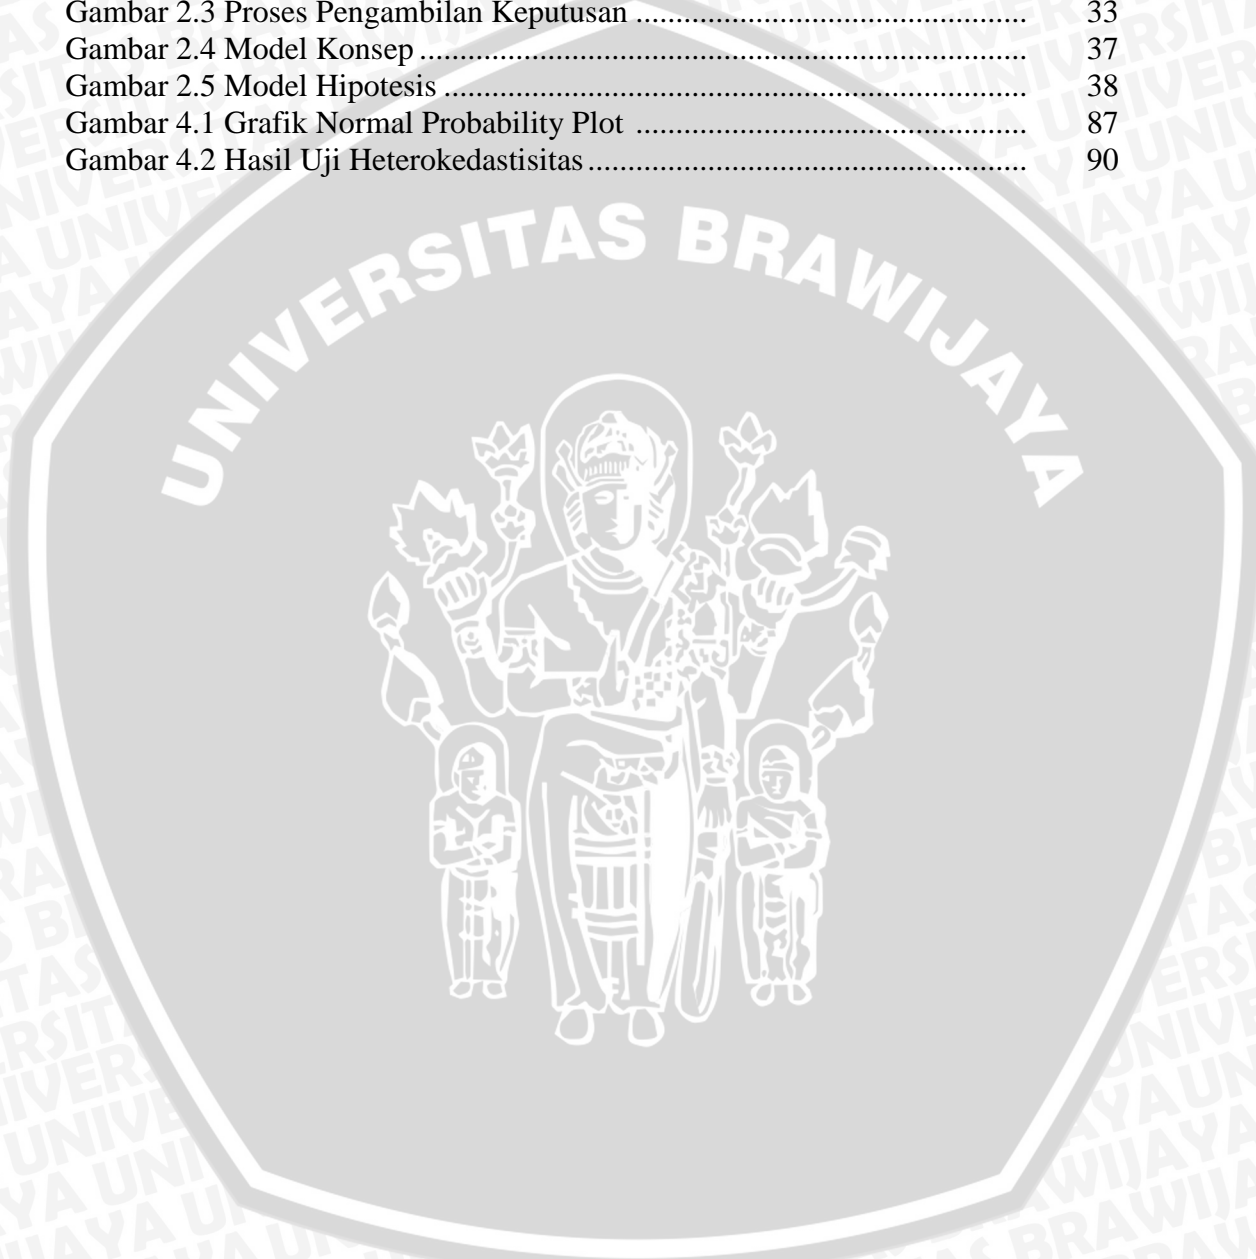 Gambar 2.3 Proses Pengambilan Keputusan ................................................. 33
Gambar 2.4 Model Konsep ............................................................................ 37
Gambar 2.5 Model Hipotesis ......................................................................... 38
Gambar 4.1 Grafik Normal Probability Plot ................................................. 87
Gambar 4.2 Hasil Uji Heterokedastisitas ....................................................... 90
UNIVERSITAS BRAWIJAYA